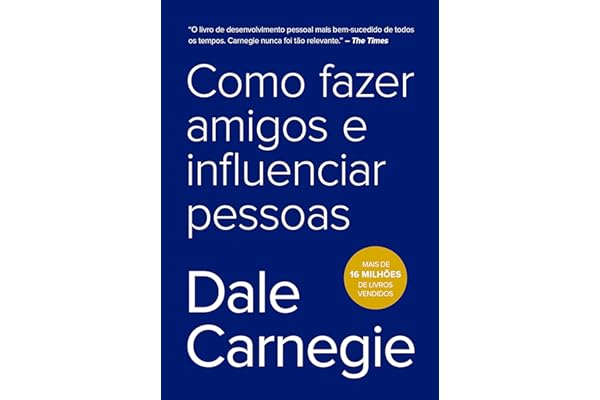 "O livro de desenvolvimento pessoal mais bem-sucedido de todos
os tempos. Carnegie nunca foi tão relevante." – The Times
Como fazer
amigos e
influenciar
pessoas
MAIS DE
16 MILHÕES
DE LIVROS
VENDIDOS
Dale
Carnegie